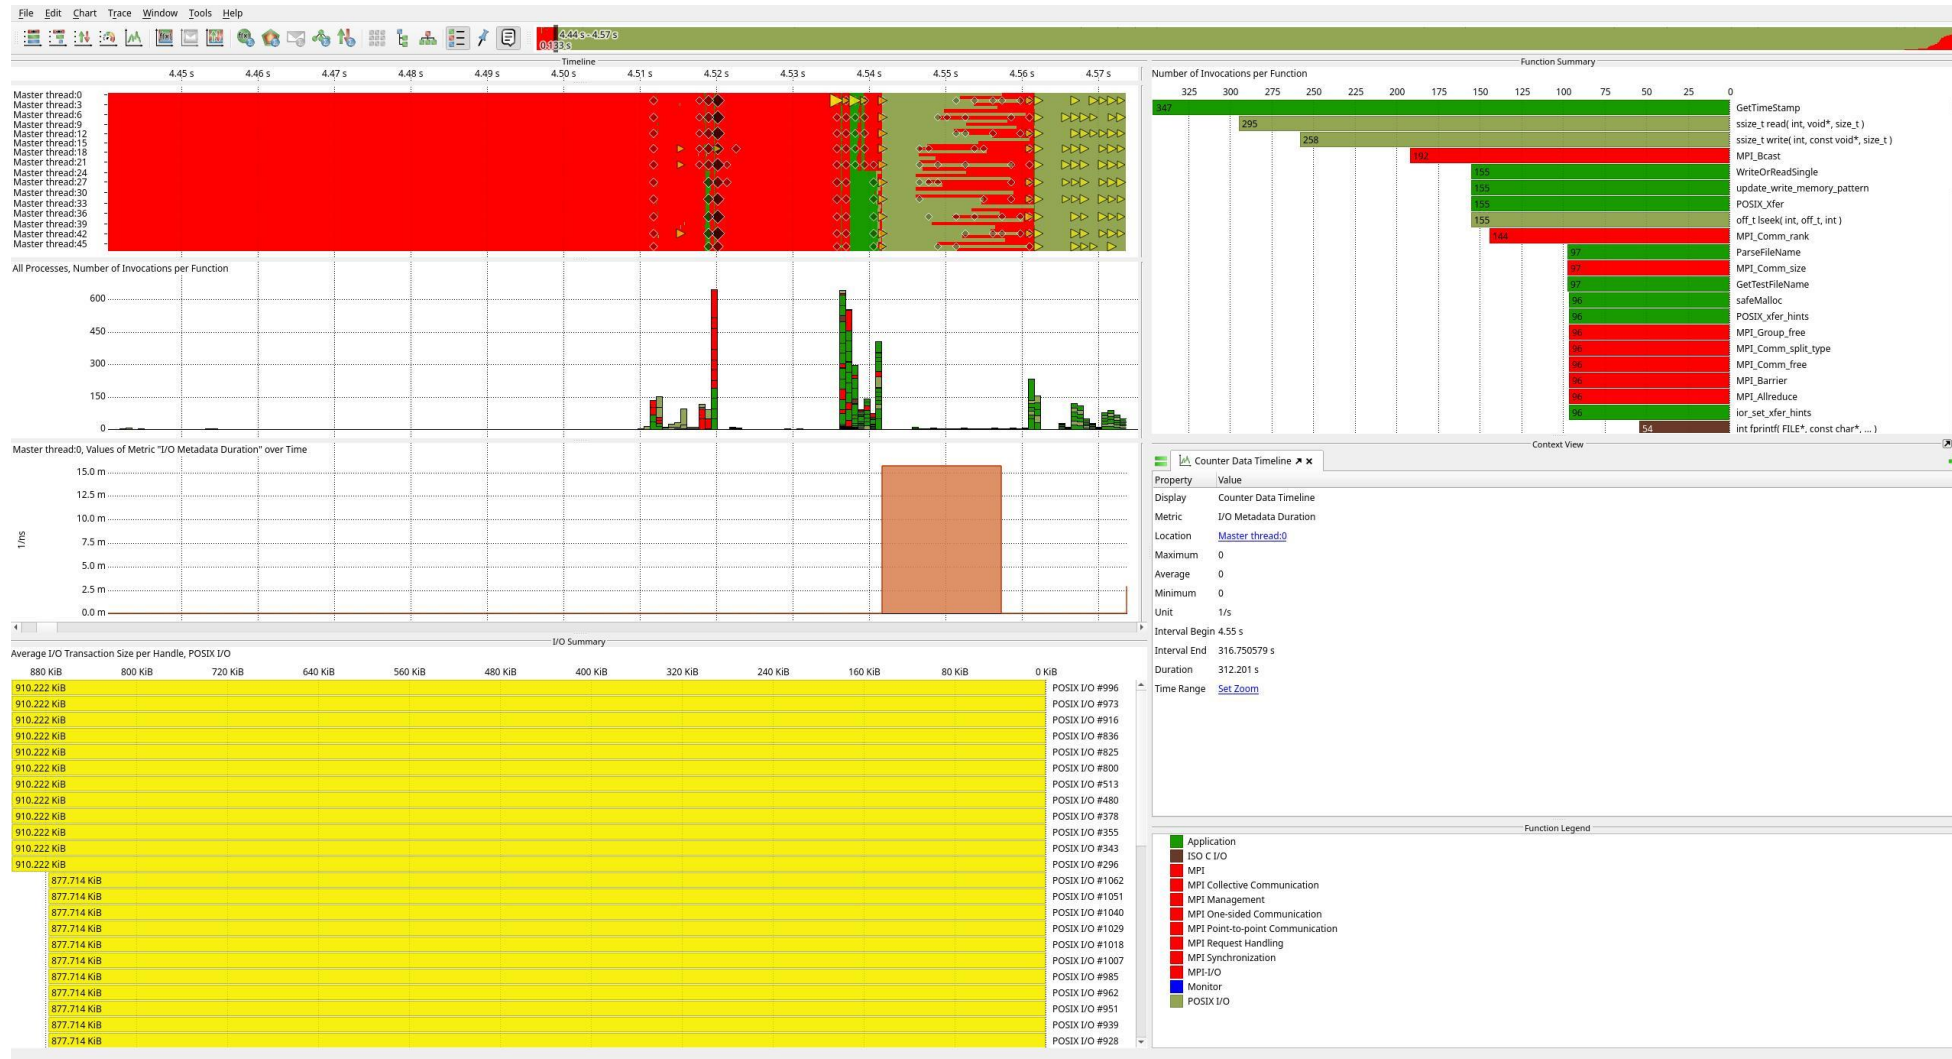 File Edit Chart Trace Window Tools Help
4.44 s - 4.57 s
0.133 s
Timeline
4.45 s 4.46 s 4.47 s 4.48 s 4.49 s 4.50 s 4.51 s 4.52 s 4.53 s 4.54 s 4.55 s 4.56 s 4.57 s
Master thread:0
Master thread:3
Master thread:6
Master thread:9
Master thread:12
Master thread:15
Master thread:18
Master thread:21
Master thread:24
Master thread:27
Master thread:30
Master thread:33
Master thread:36
Master thread:39
Master thread:42
Master thread:45
All Processes, Number of Invocations per Function
600
450
300
150
0
Master thread:0, Values of Metric "I/O Metadata Duration" over Time
15.0 m
12.5 m
10.0 m
7.5 m
5.0 m
2.5 m
0.0 m
1/ns
I/O Summary
Average I/O Transaction Size per Handle, POSIX I/O
880 KiB 800 KiB 720 KiB 640 KiB 560 KiB 480 KiB 400 KiB 320 KiB 240 KiB 160 KiB 80 KiB 0 KiB
910.222 KiB POSIX I/O #996
910.222 KiB POSIX I/O #973
910.222 KiB POSIX I/O #916
910.222 KiB POSIX I/O #836
910.222 KiB POSIX I/O #825
910.222 KiB POSIX I/O #800
910.222 KiB POSIX I/O #513
910.222 KiB POSIX I/O #480
910.222 KiB POSIX I/O #378
910.222 KiB POSIX I/O #355
910.222 KiB POSIX I/O #343
910.222 KiB POSIX I/O #296
877.714 KiB POSIX I/O #1062
877.714 KiB POSIX I/O #1051
877.714 KiB POSIX I/O #1040
877.714 KiB POSIX I/O #1029
877.714 KiB POSIX I/O #1018
877.714 KiB POSIX I/O #1007
877.714 KiB POSIX I/O #985
877.714 KiB POSIX I/O #962
877.714 KiB POSIX I/O #951
877.714 KiB POSIX I/O #939
877.714 KiB POSIX I/O #928
Function Summary
Number of Invocations per Function
325 300 275 250 225 200 175 150 125 100 75 50 25 0
347 GetTimeStamp
295 ssize_t read( int, void*, size_t )
258 ssize_t write( int, const void*, size_t )
192 MPI_Bcast
155 WriteOrReadSingle
155 update_write_memory_pattern
155 POSIX_Xfer
155 off_t lseek( int, off_t, int )
144 MPI_Comm_rank
97 ParseFileName
97 MPI_Comm_size
97 GetTestFileName
96 safeMalloc
96 POSIX_xfer_hints
96 MPI_Group_free
96 MPI_Comm_split_type
96 MPI_Comm_free
96 MPI_Barrier
96 MPI_Allreduce
96 ior_set_xfer_hints
54 int fprintf( FILE*, const char*, ... )
Context View
Counter Data Timeline
Property Value
Display Counter Data Timeline
Metric I/O Metadata Duration
Location Master thread:0
Maximum 0
Average 0
Minimum 0
Unit 1/s
Interval Begin 4.55 s
Interval End 316.750579 s
Duration 312.201 s
Time Range Set Zoom
Function Legend
Application
ISO C I/O
MPI
MPI Collective Communication
MPI Management
MPI One-sided Communication
MPI Point-to-point Communication
MPI Request Handling
MPI Synchronization
MPI-I/O
Monitor
POSIX I/O